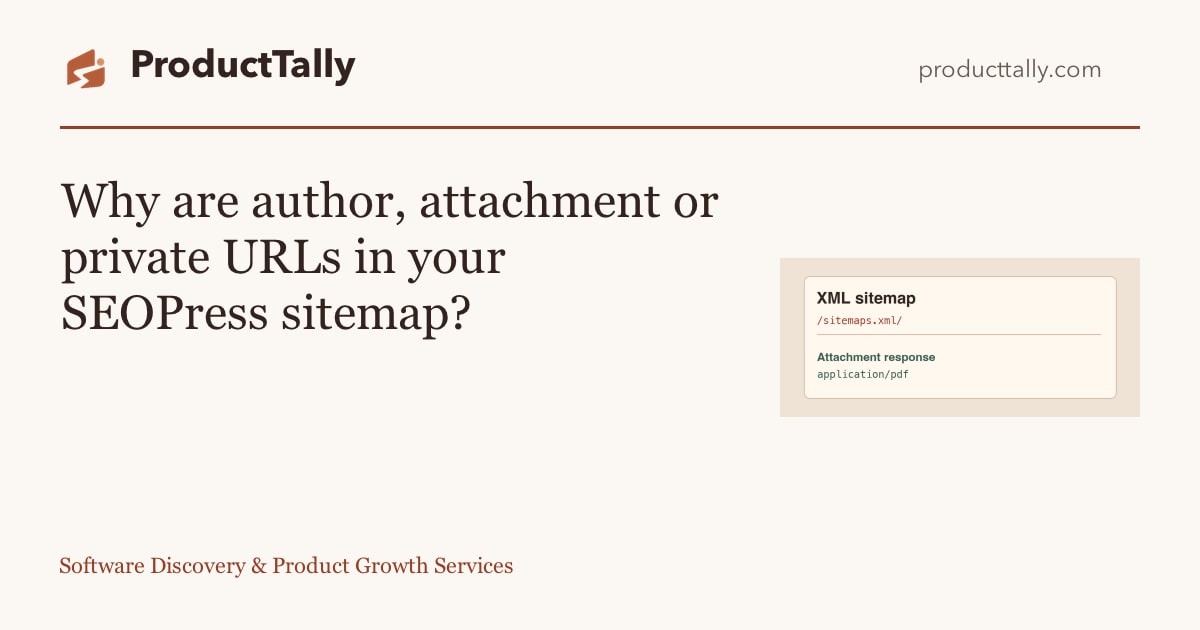 ProductTally
producttally.com
Why are author, attachment or
private URLs in your
SEOPress sitemap?
XML sitemap
/sitemaps.xml/
Attachment response
application/pdf
Software Discovery & Product Growth Services